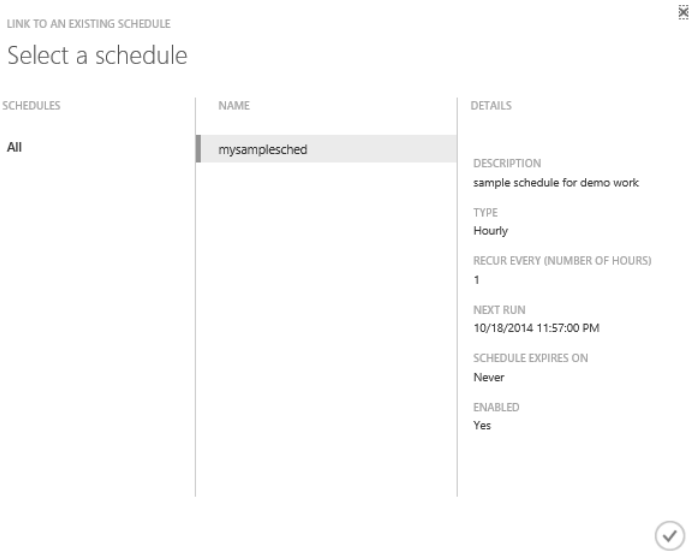 LINK TO AN EXISTING SCHEDULE
Select a schedule
SCHEDULES
All
NAME
mysamplesched
DETAILS
DESCRIPTION
sample schedule for demo work
TYPE
Hourly
RECUR EVERY (NUMBER OF HOURS)
1
NEXT RUN
10/18/2014 11:57:00 PM
SCHEDULE EXPIRES ON
Never
ENABLED
Yes